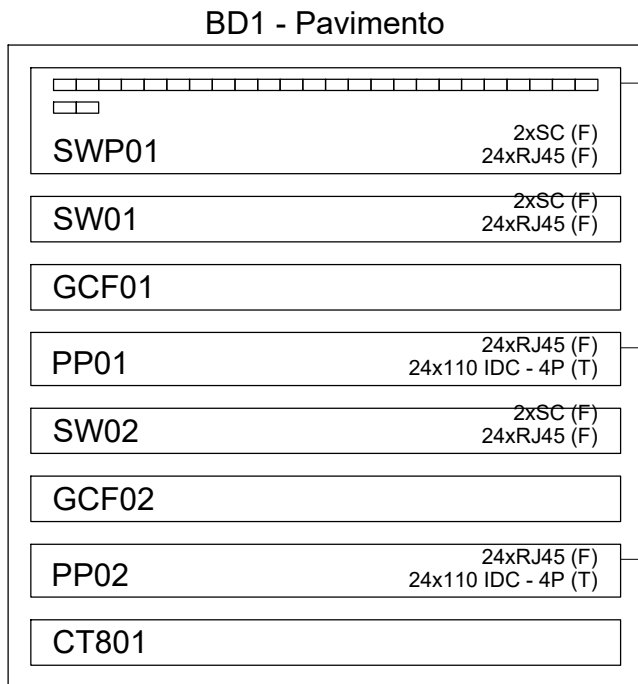 BD1 - Pavimento
2xSC (F)
SWP01
24xRJ45 (F)
2xSC (F)
SW01
24xRJ45 (F)
GCF01
24xRJ45 (F)
PP01
24x110 IDC - 4P (T)
2xSC (F)
SW02
24xRJ45 (F)
GCF02
24xRJ45 (F)
PP02
24x110 IDC - 4P (T)
CT801